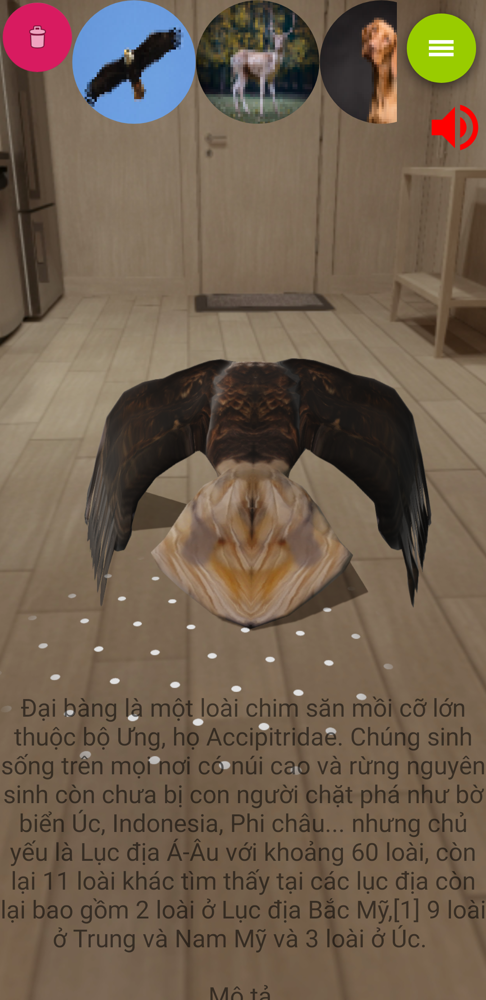 Đại bàng là một loài chim săn mồi cỡ lớn
thuộc bộ Ưng, họ Accipitridae. Chúng sinh
sống trên mọi nơi có núi cao và rừng nguyên
sinh còn chưa bị con người chặt phá như bờ
biển Úc, Indonesia, Phi châu... nhưng chủ
yếu là Lục địa Á-Âu với khoảng 60 loài, còn
lại 11 loài khác tìm thấy tại các lục địa còn
lại bao gồm 2 loài ở Lục địa Bắc Mỹ,[1] 9 loài
ở Trung và Nam Mỹ và 3 loài ở Úc.
Mô tả